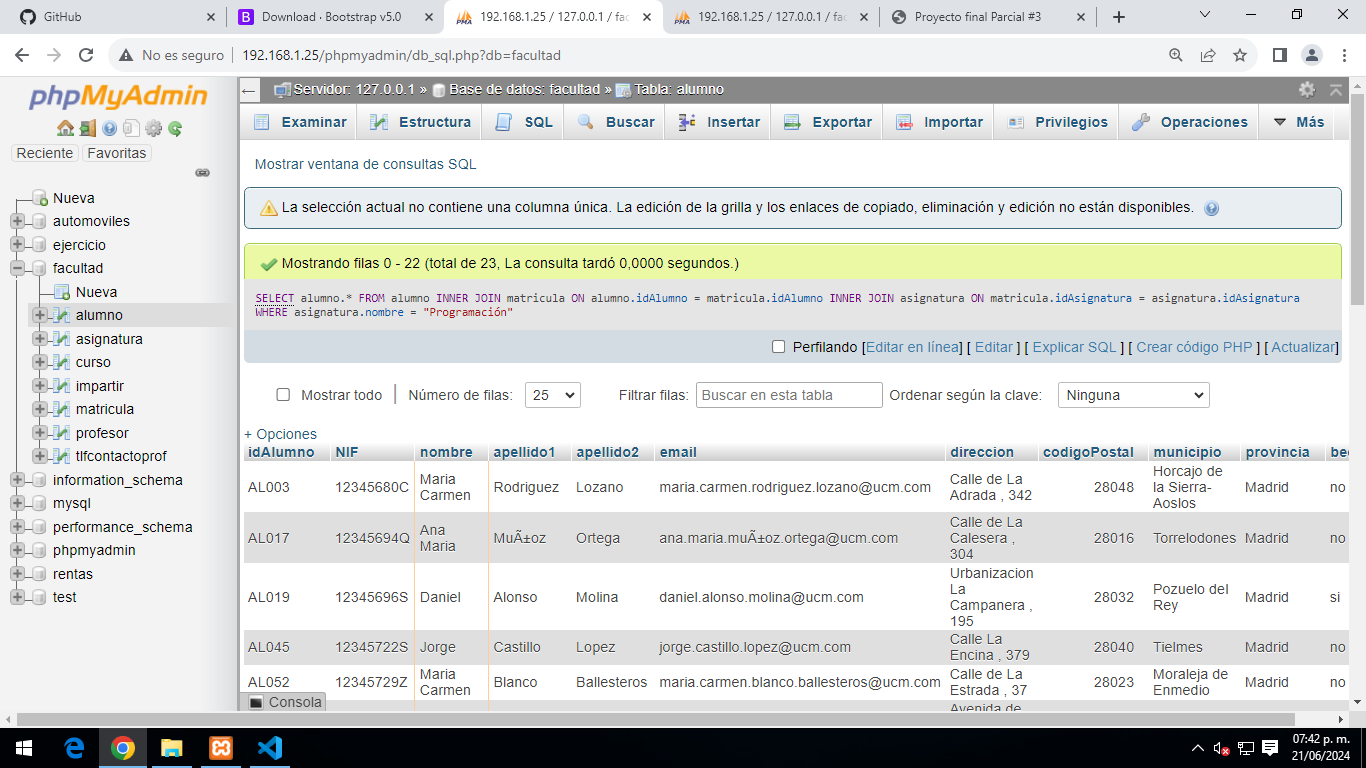 GitHub
Download · Bootstrap v5.0
192.168.1.25 / 127.0.0.1 / fac
192.168.1.25 / 127.0.0.1 / fac
Proyecto final Parcial #3
No es seguro
192.168.1.25/phpmyadmin/db_sql.php?db=facultad
phpMyAdmin
Reciente
Favoritas
Nueva
automoviles
ejercicio
facultad
Nueva
alumno
asignatura
curso
impartir
matricula
profesor
tlfcontactoprof
information_schema
mysql
performance_schema
phpmyadmin
rentas
test
Servidor: 127.0.0.1 » Base de datos: facultad » Tabla: alumno
Examinar Estructura SQL Buscar Insertar Exportar Importar Privilegios Operaciones Más
Mostrar ventana de consultas SQL
La selección actual no contiene una columna única. La edición de la grilla y los enlaces de copiado, eliminación y edición no están disponibles.
Mostrando filas 0 - 22 (total de 23, La consulta tardó 0,0000 segundos.)
SELECT alumno.* FROM alumno INNER JOIN matricula ON alumno.idAlumno = matricula.idAlumno INNER JOIN asignatura ON matricula.idAsignatura = asignatura.idAsignatura
WHERE asignatura.nombre = "Programación"
Perfilando [Editar en línea] [ Editar ] [ Explicar SQL ] [ Crear código PHP ] [ Actualizar]
Mostrar todo | Número de filas: 25 Filtrar filas: Buscar en esta tabla Ordenar según la clave: Ninguna
+ Opciones
idAlumno NIF nombre apellido1 apellido2 email direccion codigoPostal municipio provincia bec
AL003 12345680C Maria Carmen Rodriguez Lozano maria.carmen.rodriguez.lozano@ucm.com Calle de La Adrada , 342 28048 Horcajo de la Sierra-Aoslos Madrid no
AL017 12345694Q Ana Maria MuÃ±oz Ortega ana.maria.muÃ±oz.ortega@ucm.com Calle de La Calesera , 304 28016 Torrelodones Madrid no
AL019 12345696S Daniel Alonso Molina daniel.alonso.molina@ucm.com Urbanizacion La Campanera , 195 28032 Pozuelo del Rey Madrid si
AL045 12345722S Jorge Castillo Lopez jorge.castillo.lopez@ucm.com Calle La Encina , 379 28040 Tielmes Madrid no
AL052 12345729Z Maria Carmen Blanco Ballesteros maria.carmen.blanco.ballesteros@ucm.com Calle de La Estrada , 37 28023 Moraleja de Enmedio Madrid no
Avenida de
Consola
07:42 p. m.
21/06/2024